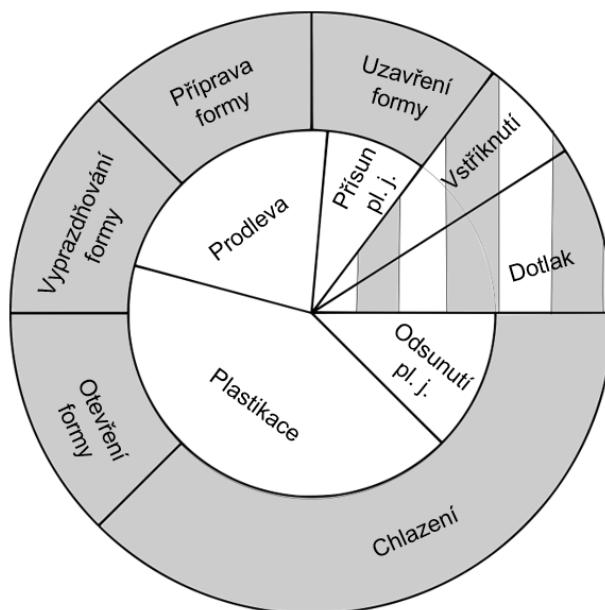 Příprava
formy
Uzavření
formy
Vstříknutí
Vyprazdňování
formy
Prodleva
Přísun
pl. j.
Dotlak
Odsunutí
pl. j.
Plastikace
Otevření
formy
Chlazení